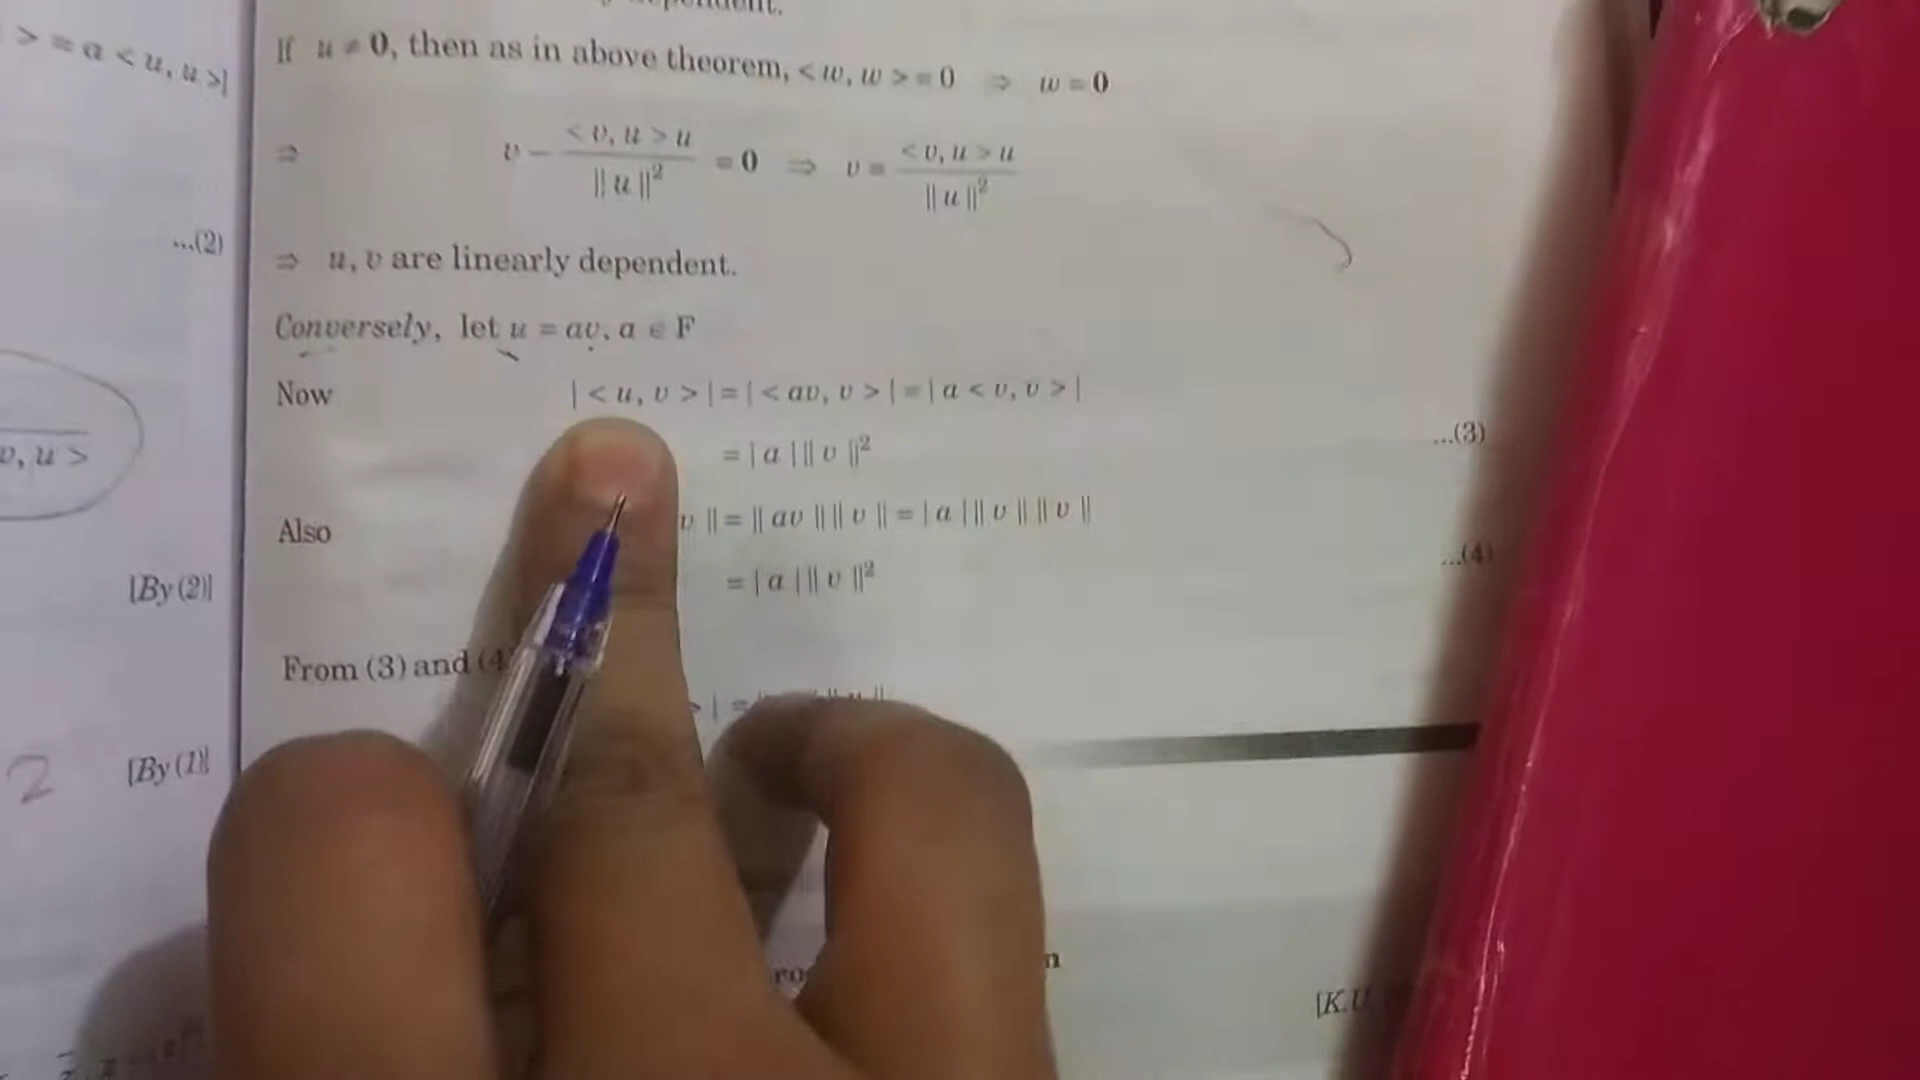 > = a < u, u >]
...(2)
v, u >
[By (2)]
2 [By (1)]
If u ≠ 0, then as in above theorem, < w, w > = 0 ⇒ w = 0
⇒ v − < v, u > u / || u ||² = 0 ⇒ v = < v, u > u / || u ||²
⇒ u, v are linearly dependent.
Conversely, let u = av, a ∈ F
Now | < u, v > | = | < av, v > | = | a < v, v > |
= | a | || v ||² ...(3)
Also v || = || av || || v || = | a | || v || || v ||
= | a | || v ||² ...(4)
From (3) and (4)
> | =
[K.U.